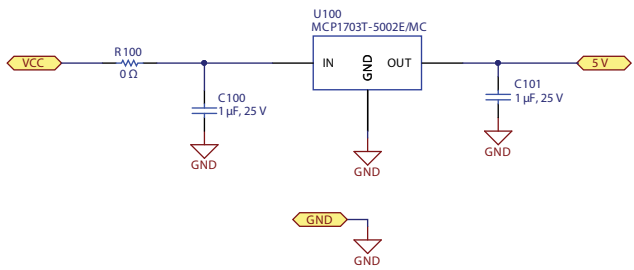 U100
MCP1703T-5002E/MC
VCC
R100
0 Ω
IN
GND
OUT
5 V
C100
1 µF, 25 V
C101
1 µF, 25 V
GND
GND
GND
GND
GND